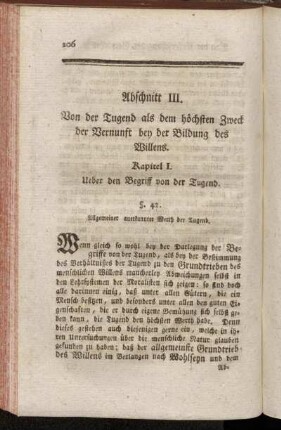 206
Abschnitt III.
Von der Tugend als dem höchsten Zweck
der Vernunft bey der Bildung des
Willens.
Kapitel I.
Ueber den Begriff von der Tugend.
§. 42.
Allgemeiner anerkannter Werth der Tugend.
Wenn gleich so wohl bey der Darlegung der Be-
griffe von der Tugend, als bey der Bestimmung
des Verhältnisses der Tugend zu den Grundtrieben des
menschlichen Willens mancherley Abweichungen selbst in
den Lehrsystemen der Moralisten sich zeigen: so sind doch
alle darinnen einig, daß unter allen Gütern, die ein
Mensch besitzen, und besonders unter allen den guten Ei-
genschaften, die er durch eigene Bemühung sich selbst ge-
ben kann, die Tugend den höchsten Werth habe. Denn
dieses gestehen auch diejenigen gerne ein, welche in ih-
ren Untersuchungen über die menschliche Natur glauben
gefunden zu haben; daß der allgemeinste Grundtrieb
des Willens im Verlangen nach Wohlseyn und dem
Ab-